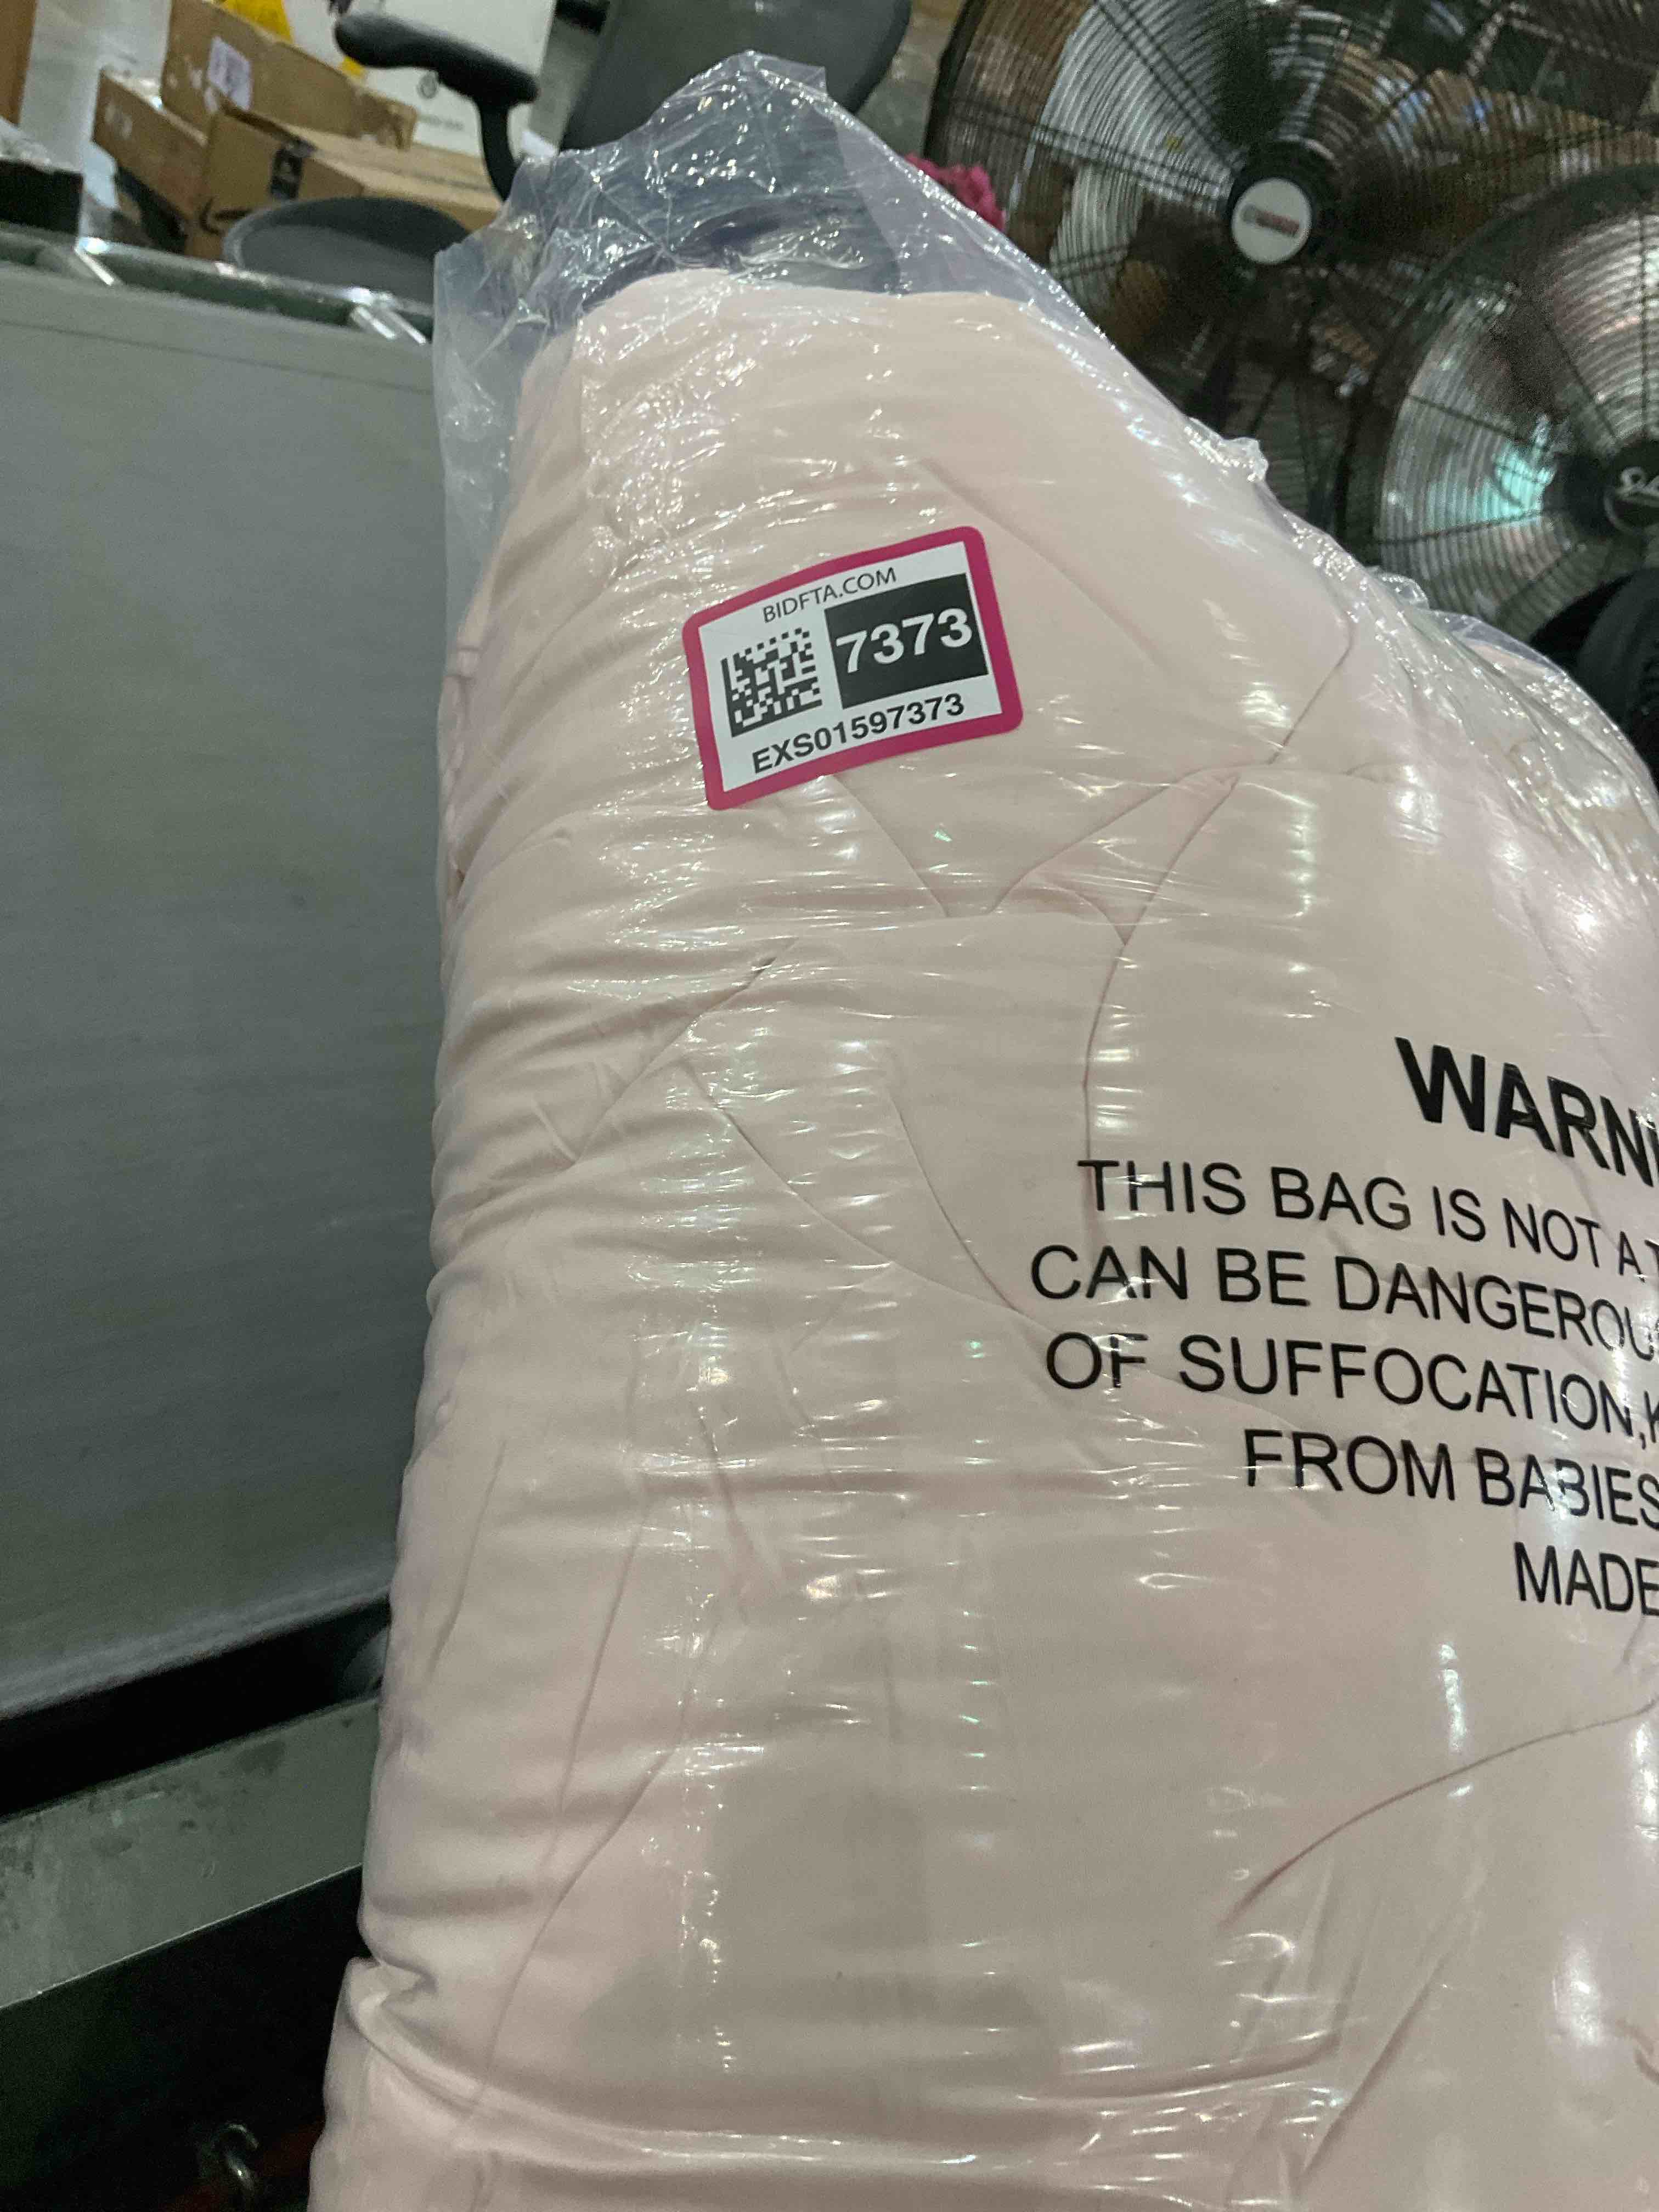 BIDFTA.COM
7373
EXS01597373
WARN
THIS BAG IS NOT A
CAN BE DANGEROU
OF SUFFOCATION,K
FROM BABIES
MADE